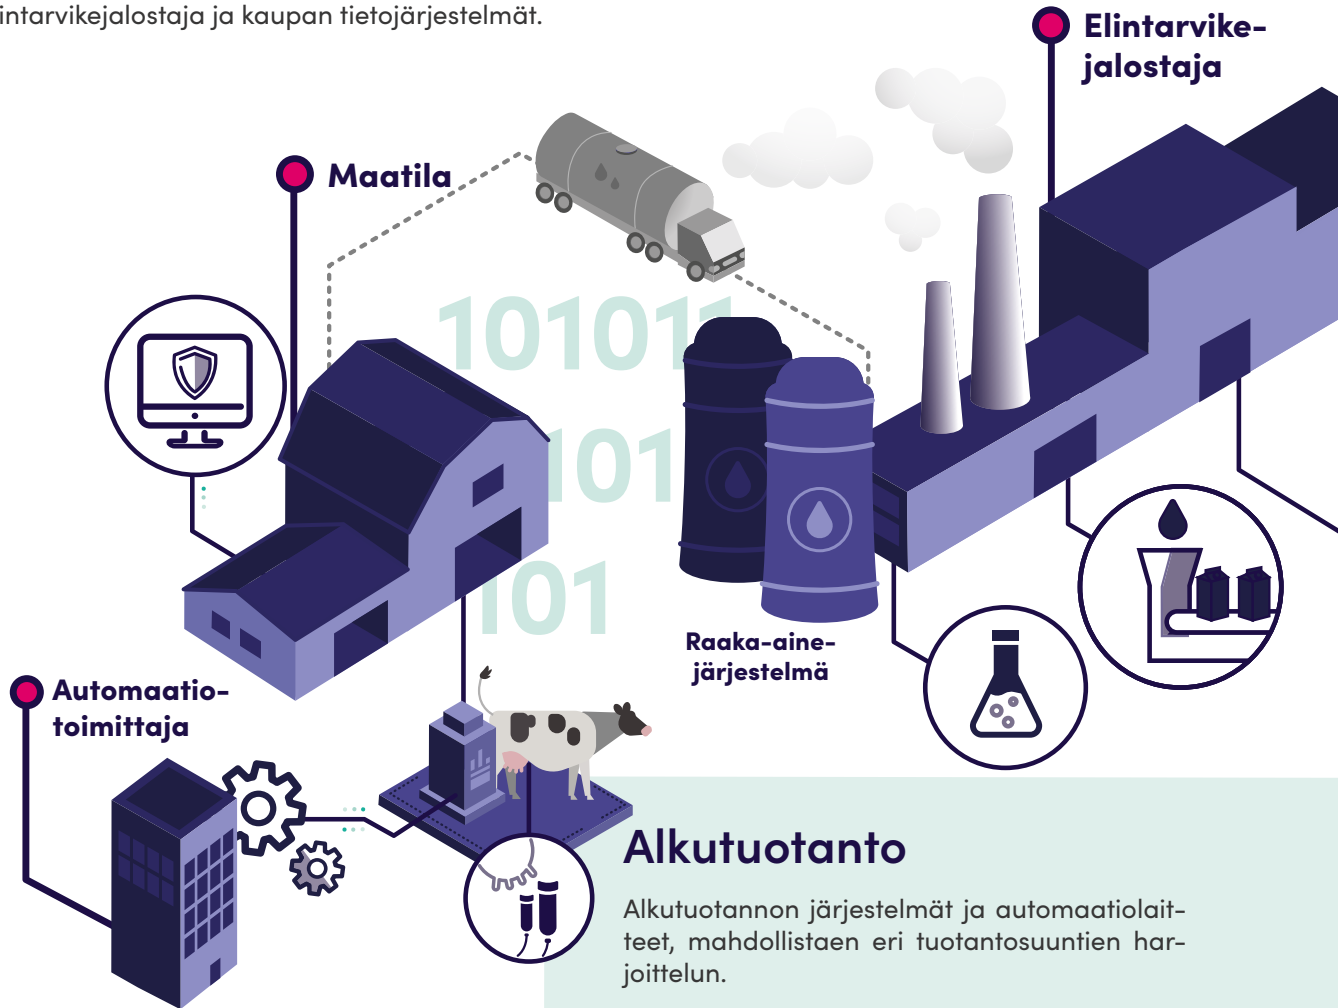 intarvikejalostaja ja kaupan tietojärjestelmät.
Elintarvike-
jalostaja
Maatila
101011
101
101
Raaka-aine-
järjestelmä
Automaatio-
toimittaja
Alkutuotanto
Alkutuotannon järjestelmät ja automaatiolait-
teet, mahdollistaen eri tuotantosuuntien har-
joittelun.